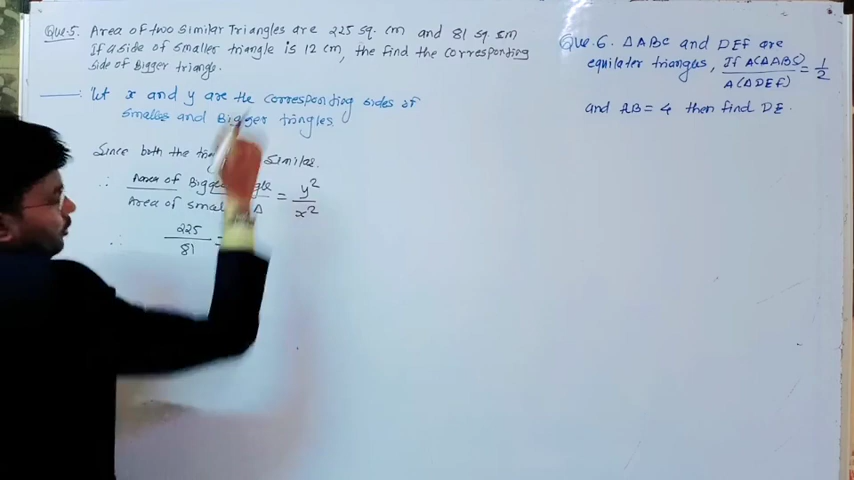 Que.5. Area of two similar Triangles are 225 sq. cm and 81 sq. sm
If a side of smaller triangle is 12 cm, the find the corresponding
side of Bigger triangle.
Let x and y are the corresponding sides of
smaller and Bigger triangles.
Since both the similar.
∴ Area of Bigger / Area of small Δ = y² / x²
∴ 225 / 81 =
Que.6. ΔABC and DEF are
equilater triangles, If A(ΔABC) / A(ΔDEF) = 1/2
and AB = 4 then find DE.